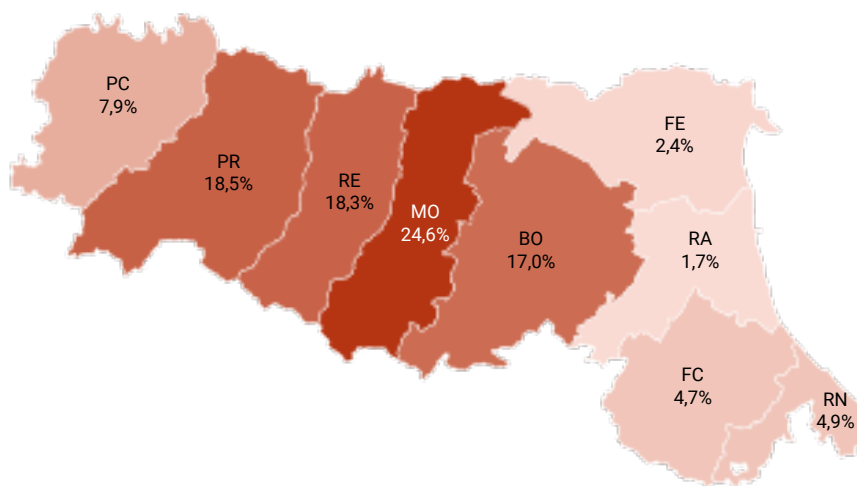 PC
7,9%
PR
18,5%
RE
18,3%
MO
24,6%
BO
17,0%
FE
2,4%
RA
1,7%
FC
4,7%
RN
4,9%